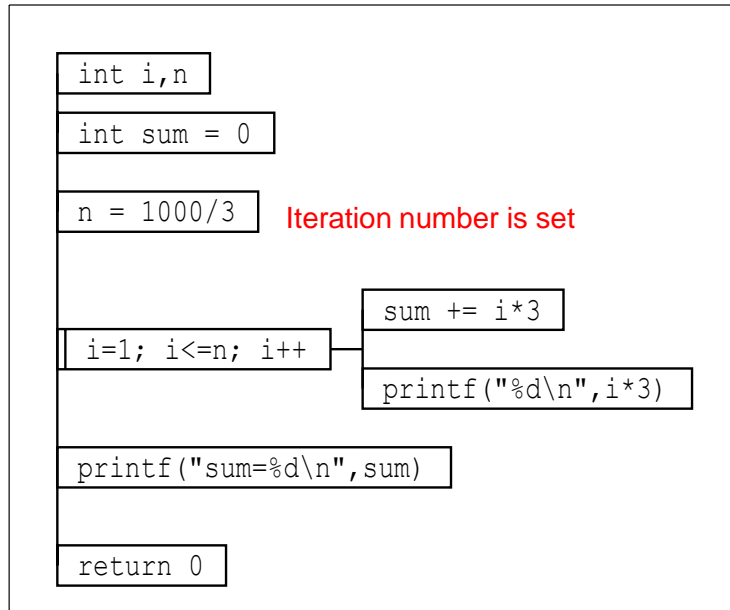 int i,n
int sum = 0
n = 1000/3
Iteration number is set
i=1; i<=n; i++
sum += i*3
printf("%d\n",i*3)
printf("sum=%d\n",sum)
return 0